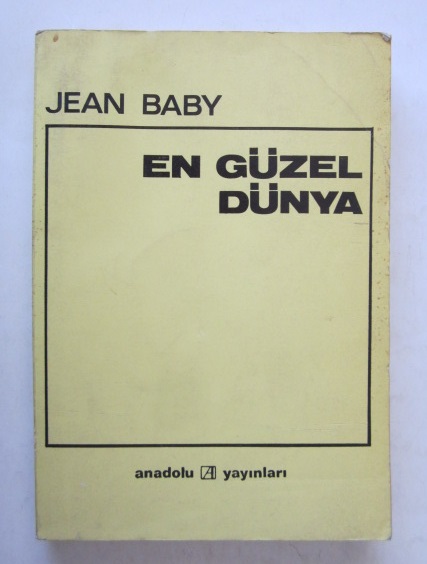 JEAN BABY
EN GÜZEL
DÜNYA
anadolu A yayınları